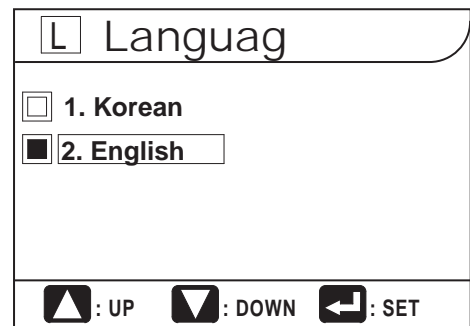 L Languag
1. Korean
2. English
: UP : DOWN : SET